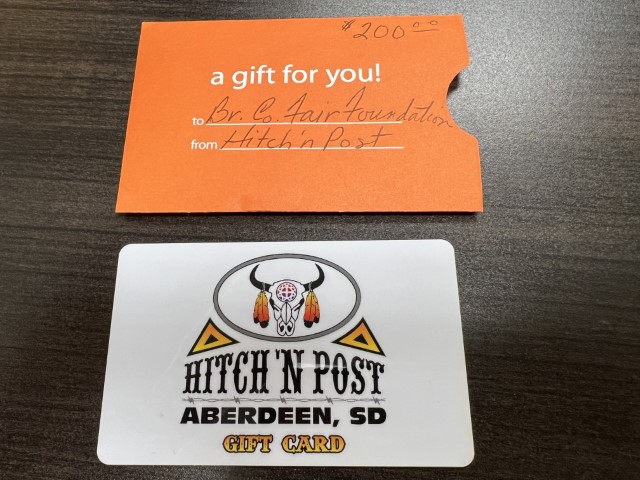 $200 00
a gift for you!
to Br. Co. Fair Foundation
from Hitch'n Post
HITCH 'N POST
ABERDEEN, SD
GIFT CARD